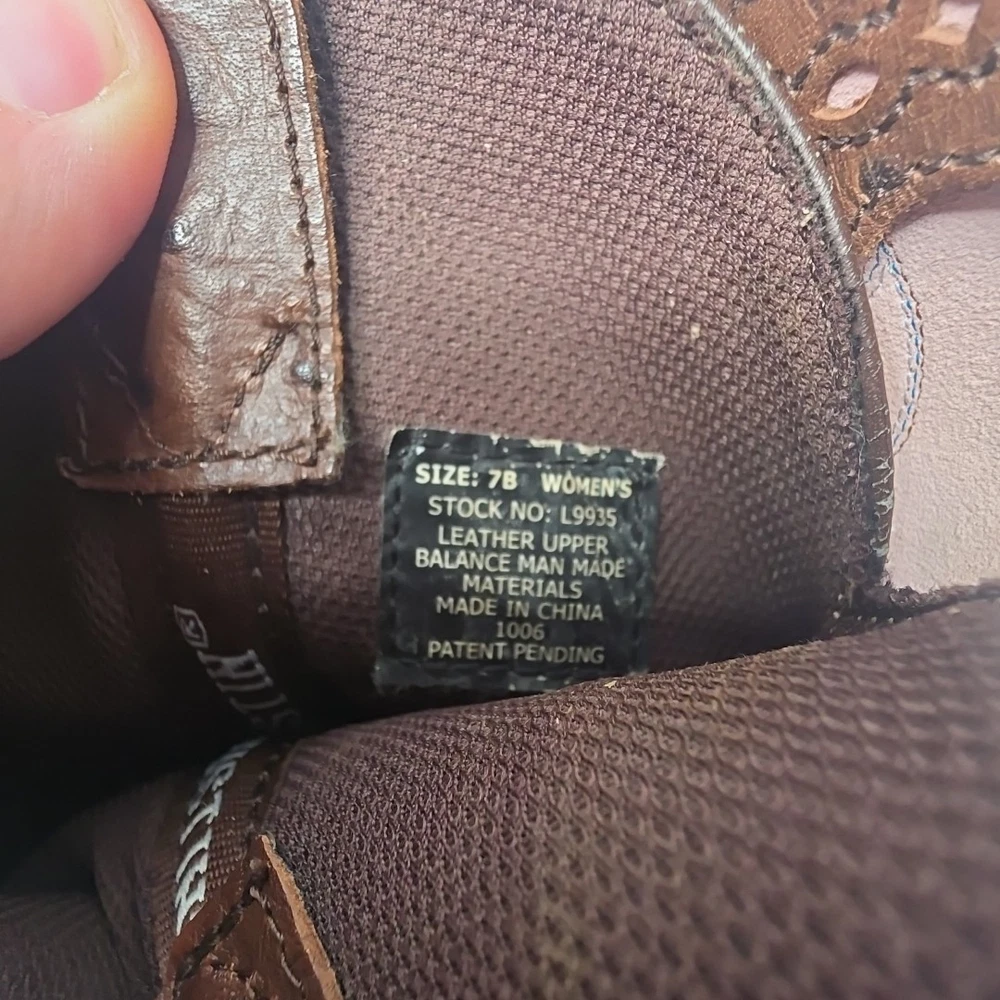 SIZE: 7B WOMEN'S
STOCK NO: L9935
LEATHER UPPER
BALANCE MAN MADE
MATERIALS
MADE IN CHINA
1006
PATENT PENDING
®